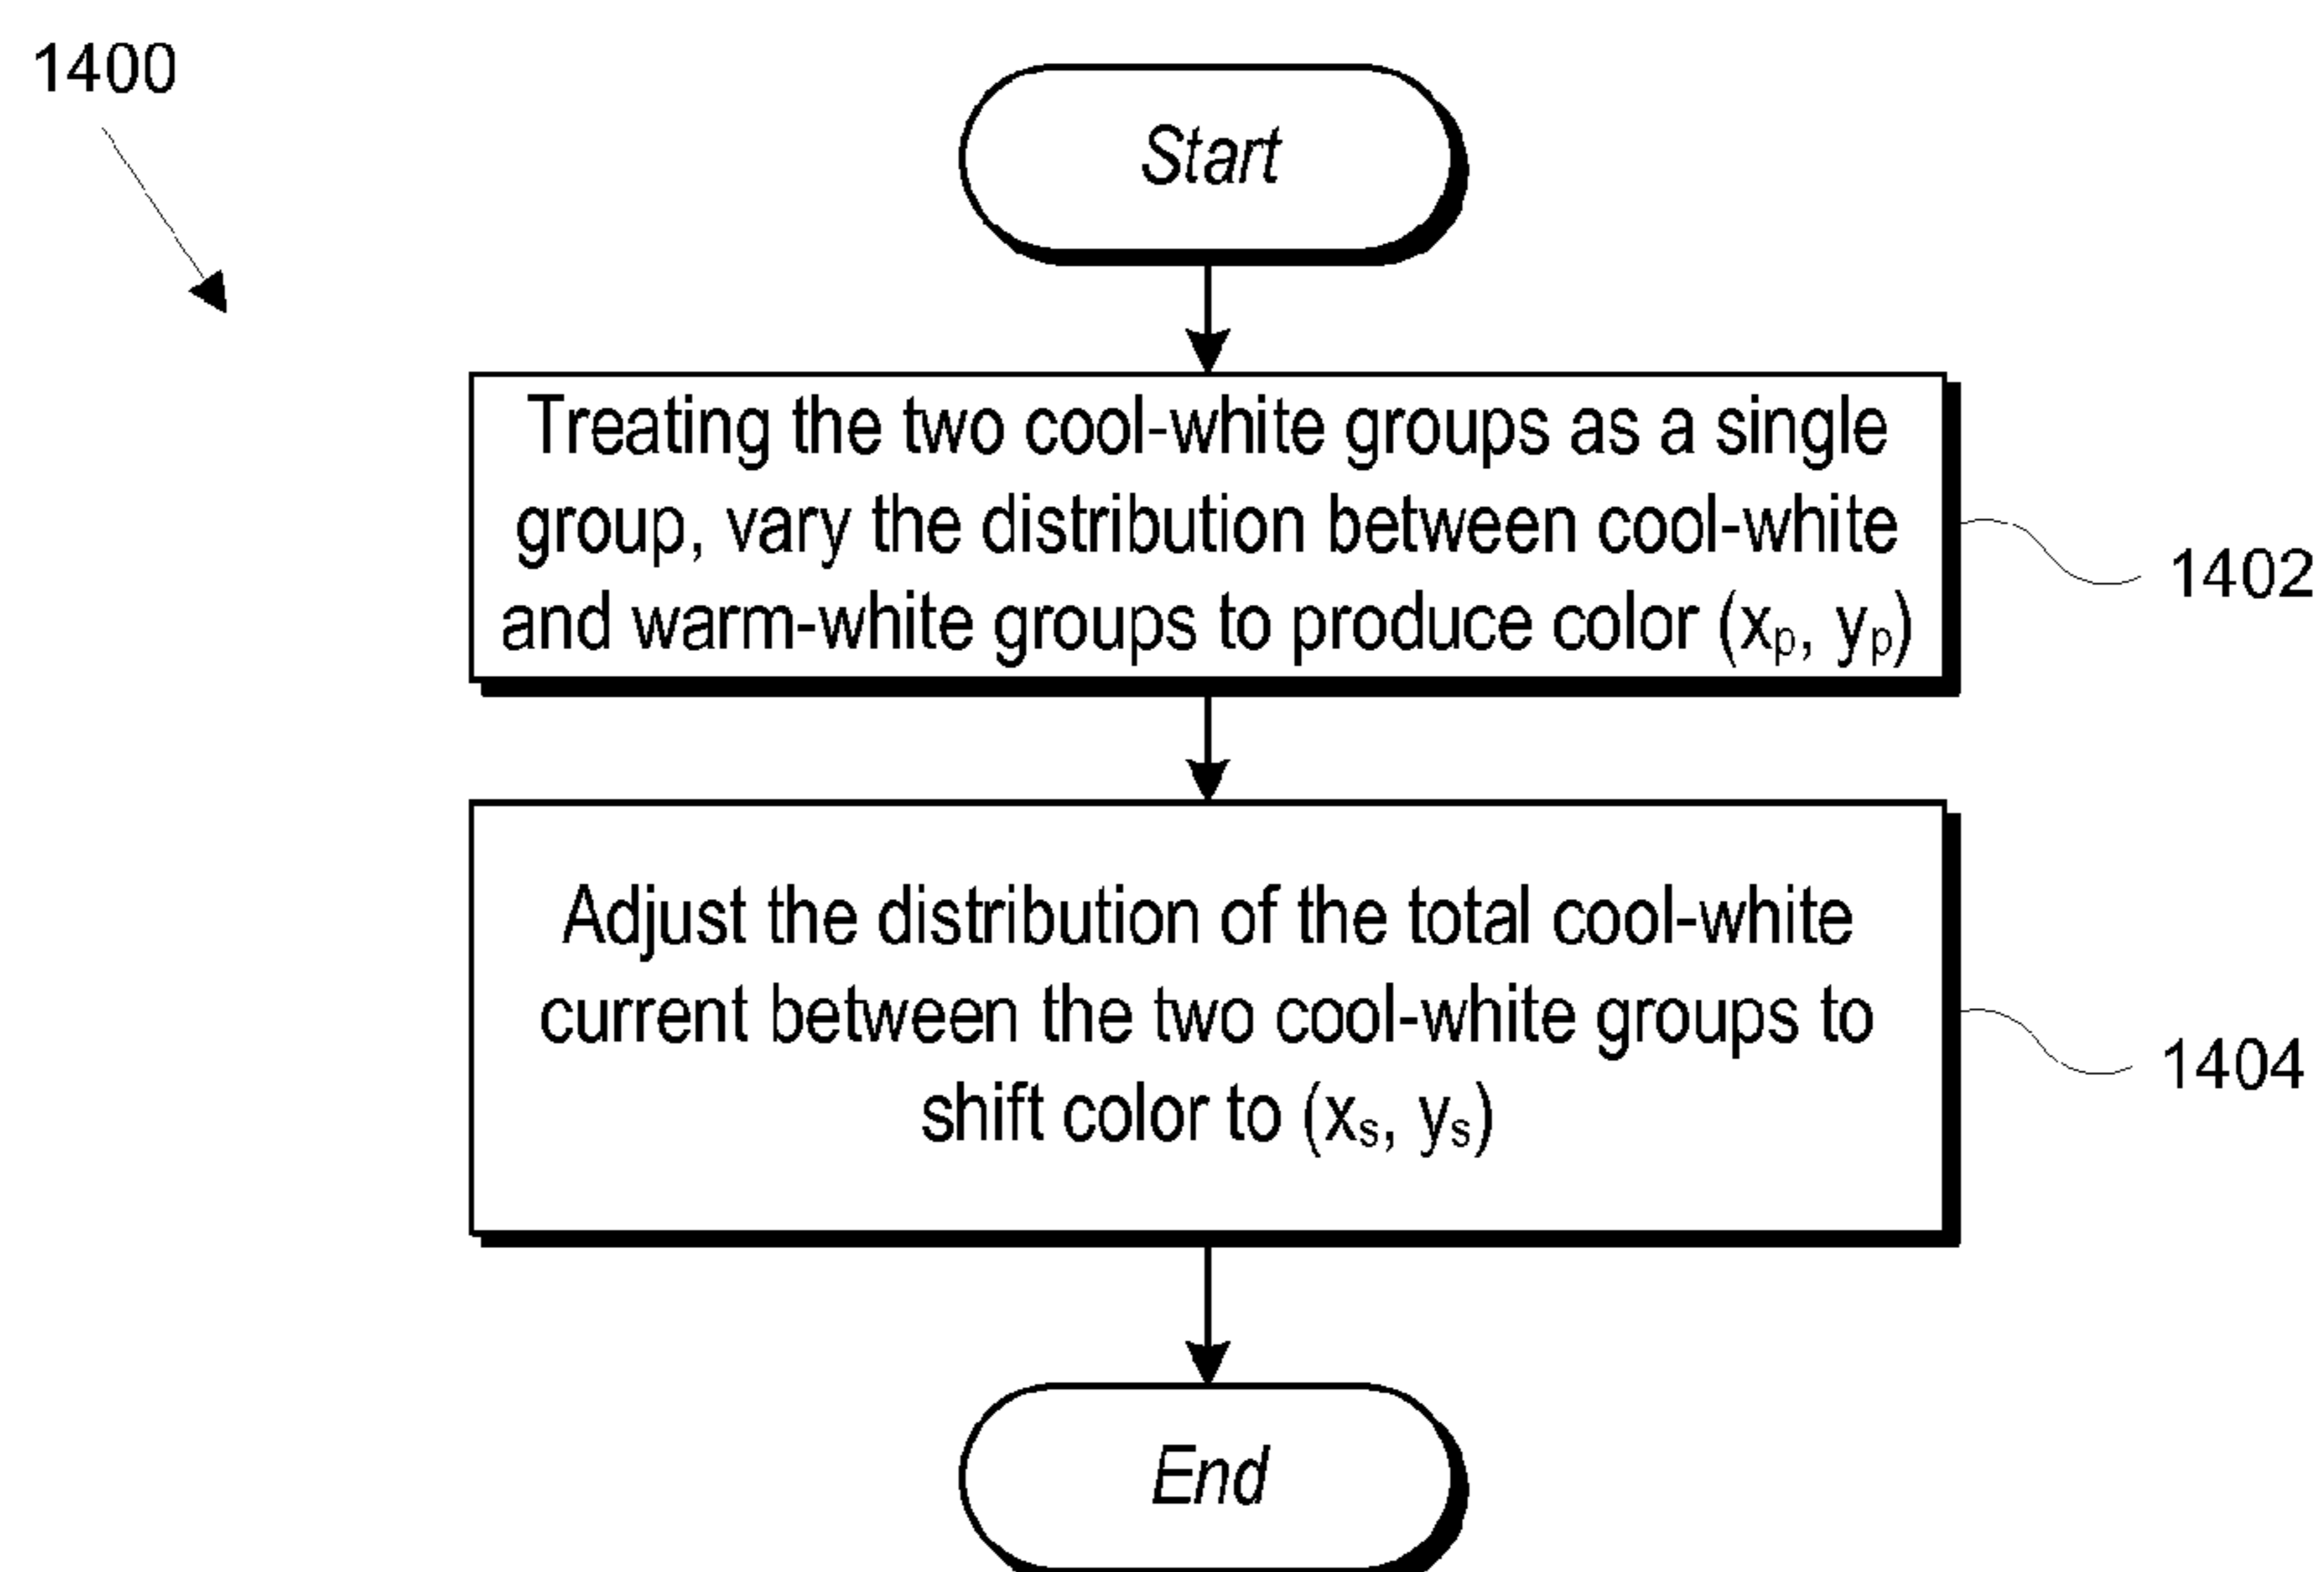 1400
Start
Treating the two cool-white groups as a single
group, vary the distribution between cool-white
and warm-white groups to produce color (xp, yp)
1402
Adjust the distribution of the total cool-white
current between the two cool-white groups to
shift color to (xs, ys)
1404
End